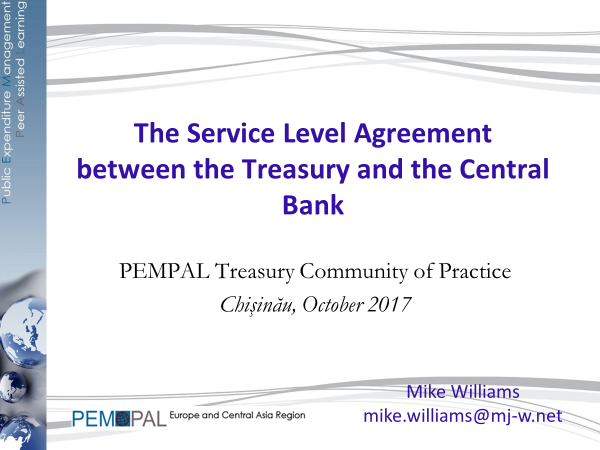 Public Expenditure Management
Peer Assisted Learning
The Service Level Agreement
between the Treasury and the Central
Bank
PEMPAL Treasury Community of Practice
Chişinău, October 2017
Mike Williams
mike.williams@mj-w.net
PEMPAL Europe and Central Asia Region